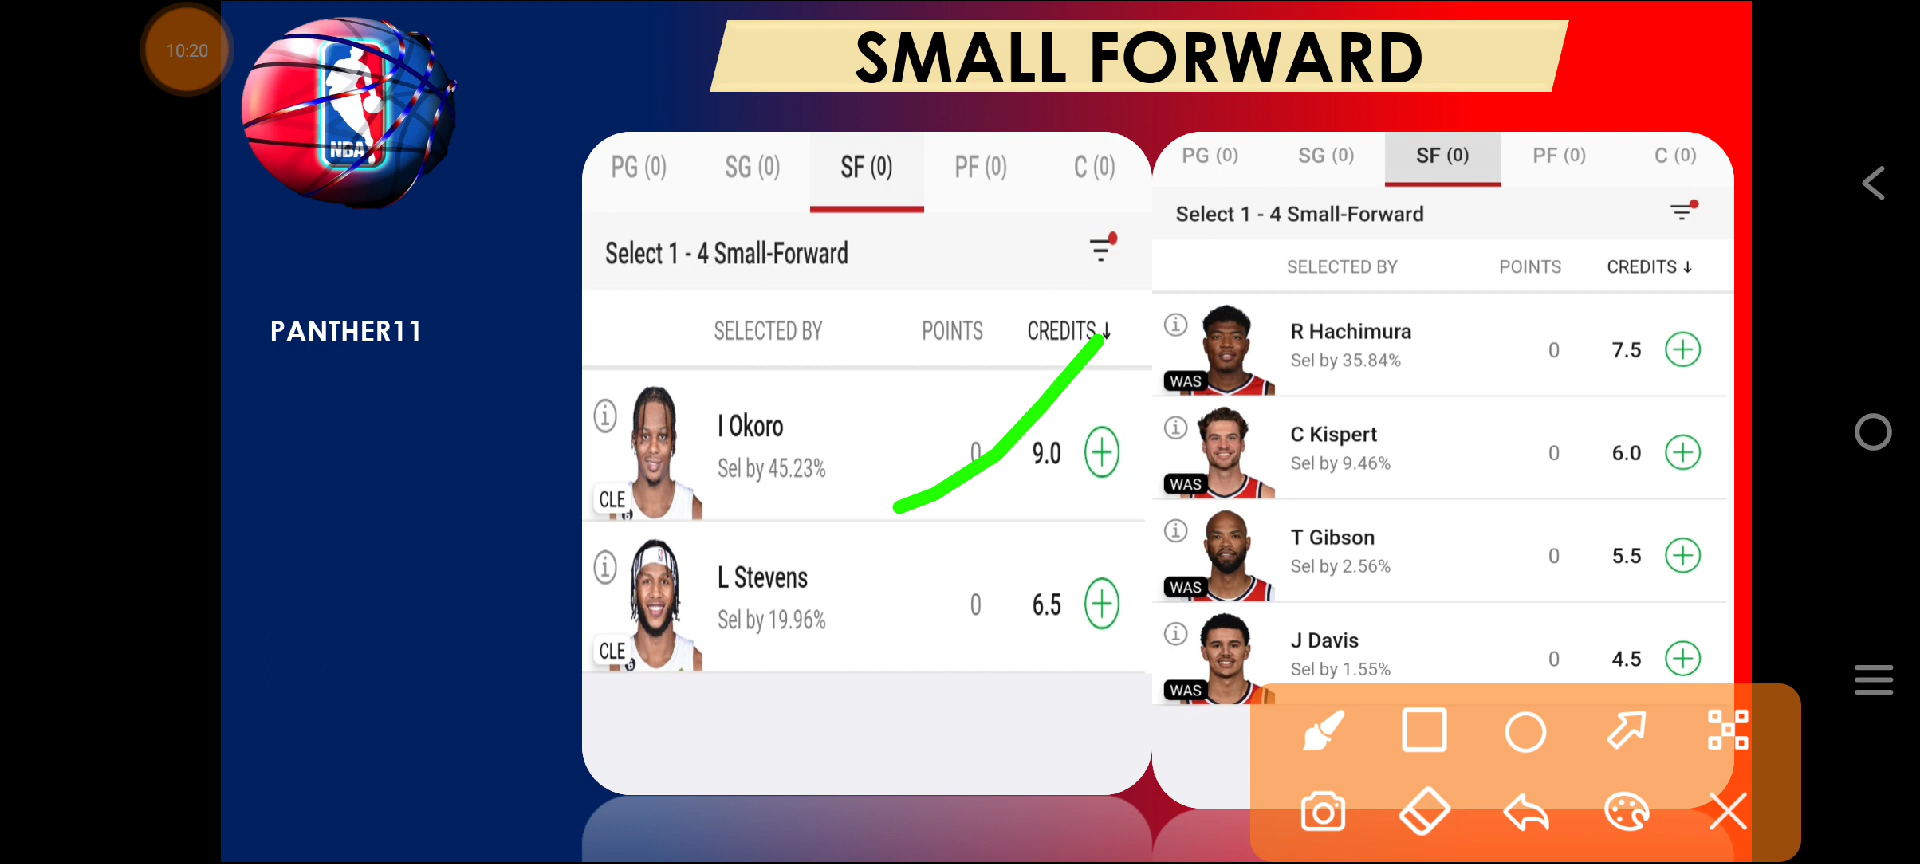 10:20
NBA
SMALL FORWARD
PANTHER11
PG (0) SG (0) SF (0) PF (0) C (0)
Select 1 - 4 Small-Forward
SELECTED BY POINTS CREDITS ↓
I Okoro
Sel by 45.23% 0 9.0
CLE
L Stevens
Sel by 19.96% 0 6.5
CLE
PG (0) SG (0) SF (0) PF (0) C (0)
Select 1 - 4 Small-Forward
SELECTED BY POINTS CREDITS ↓
R Hachimura
Sel by 35.84% 0 7.5
WAS
C Kispert
Sel by 9.46% 0 6.0
WAS
T Gibson
Sel by 2.56% 0 5.5
WAS
J Davis
Sel by 1.55% 0 4.5
WAS